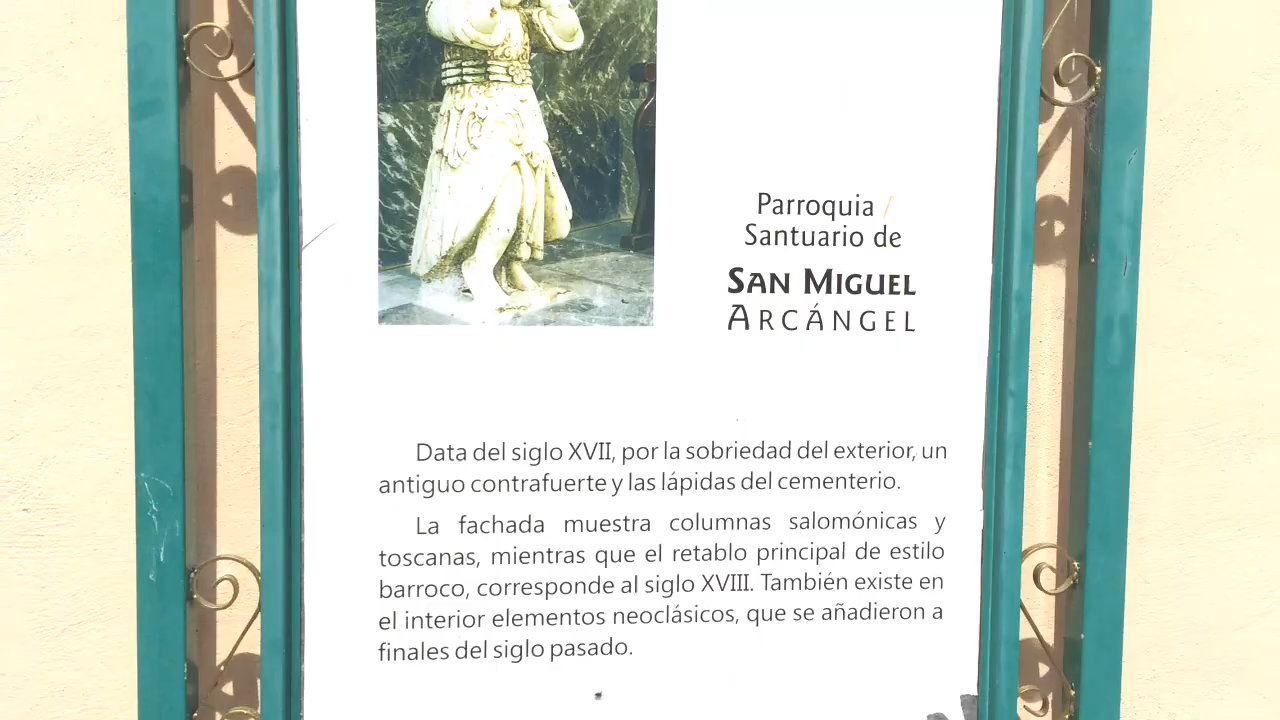 Parroquia /
Santuario de
SAN MIGUEL
ARCÁNGEL
Data del siglo XVII, por la sobriedad del exterior, un
antiguo contrafuerte y las lápidas del cementerio.
La fachada muestra columnas salomónicas y
toscanas, mientras que el retablo principal de estilo
barroco, corresponde al siglo XVIII. También existe en
el interior elementos neoclásicos, que se añadieron a
finales del siglo pasado.